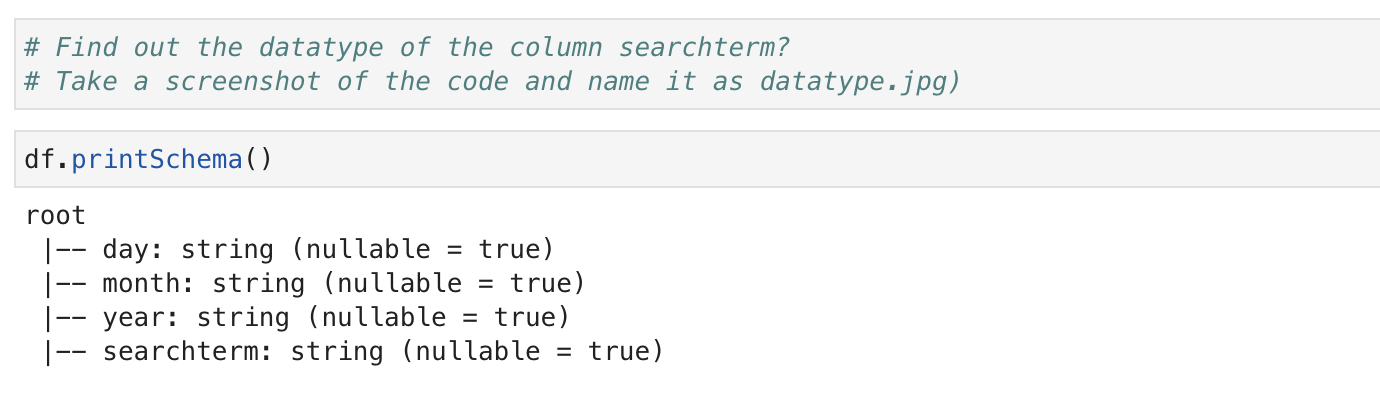 # Find out the datatype of the column searchterm?
# Take a screenshot of the code and name it as datatype.jpg)
df.printSchema()
root
 |-- day: string (nullable = true)
 |-- month: string (nullable = true)
 |-- year: string (nullable = true)
 |-- searchterm: string (nullable = true)